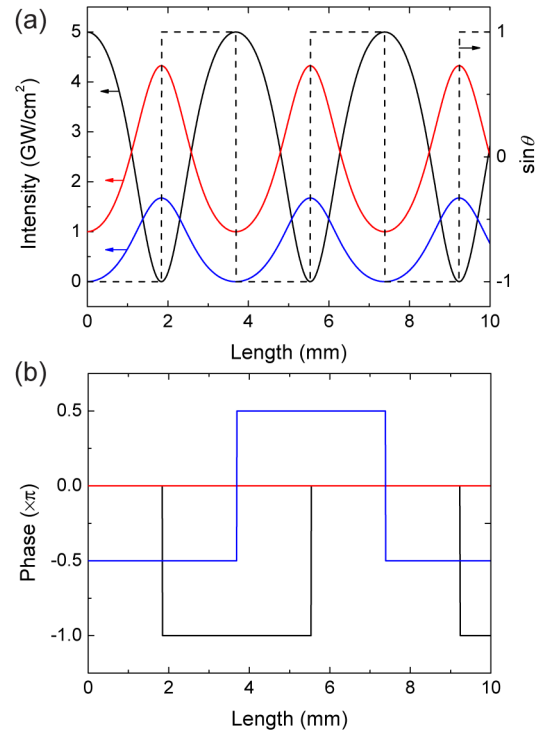 (a)
5
4
3
2
1
0
Intensity (GW/cm²)
1
0
-1
sinθ
0 2 4 6 8 10
Length (mm)
(b)
0.5
0.0
-0.5
-1.0
Phase (×π)
0 2 4 6 8 10
Length (mm)